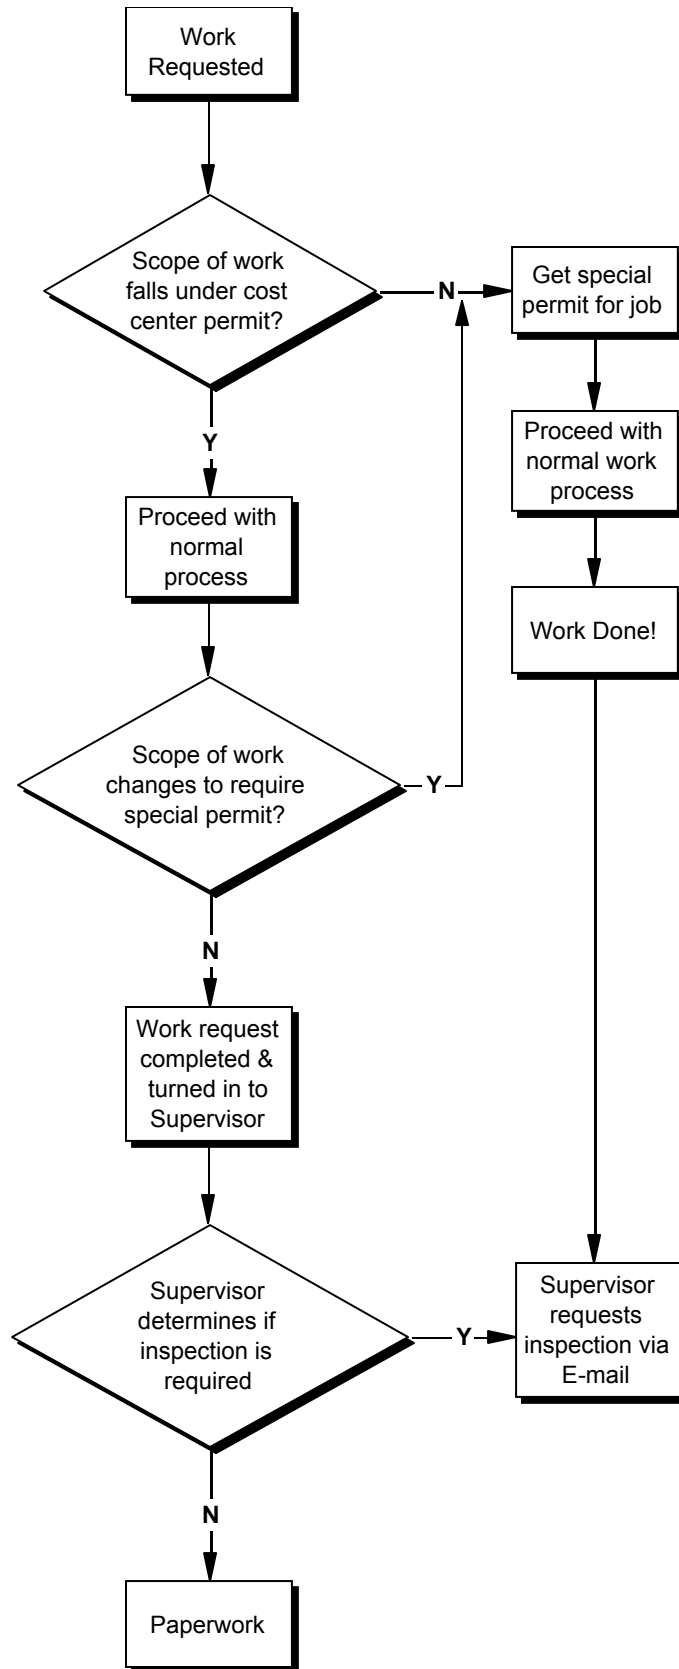 Work
Requested
Scope of work
falls under cost
center permit?
N
Get special
permit for job
Y
Proceed with
normal work
process
Proceed with
normal
process
Work Done!
Scope of work
changes to require
special permit?
Y
N
Work request
completed &
turned in to
Supervisor
Supervisor
determines if
inspection is
required
Y
Supervisor
requests
inspection via
E-mail
N
Paperwork